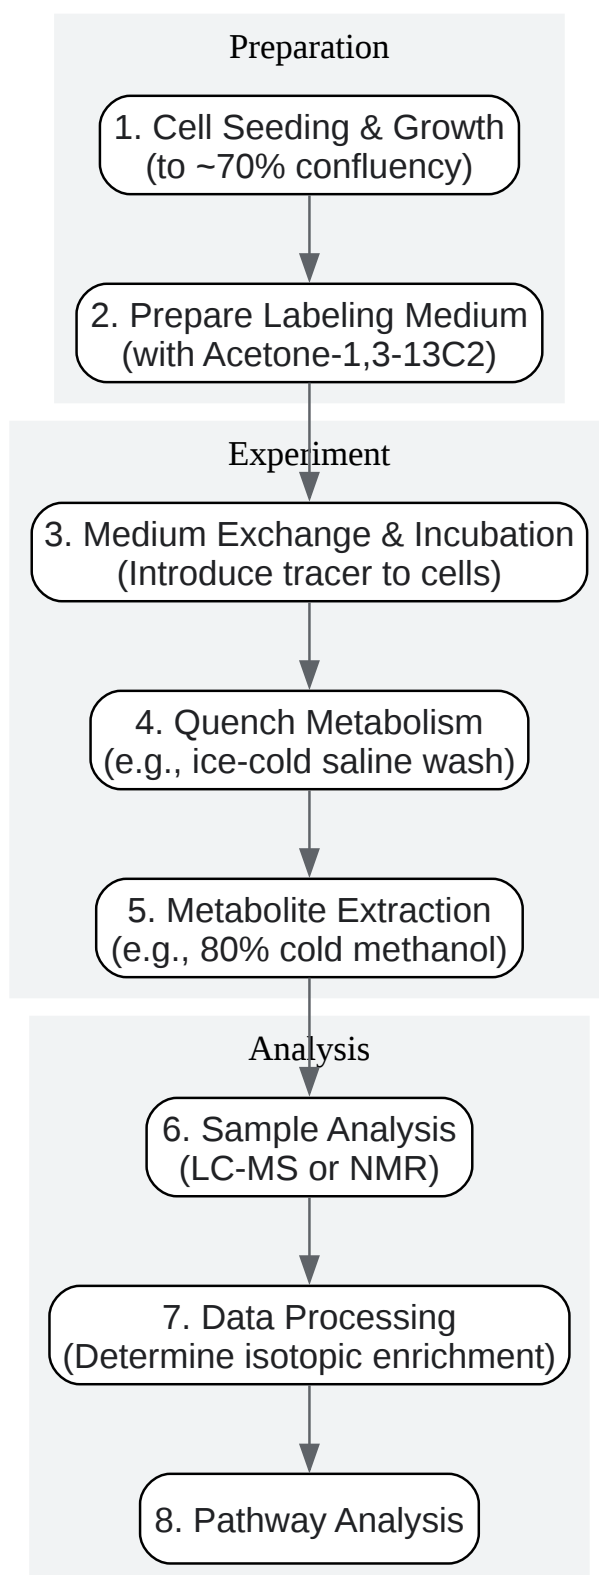 Preparation
1. Cell Seeding & Growth
(to ~70% confluency)
2. Prepare Labeling Medium
(with Acetone-1,3-13C2)
Experiment
3. Medium Exchange & Incubation
(Introduce tracer to cells)
4. Quench Metabolism
(e.g., ice-cold saline wash)
5. Metabolite Extraction
(e.g., 80% cold methanol)
Analysis
6. Sample Analysis
(LC-MS or NMR)
7. Data Processing
(Determine isotopic enrichment)
8. Pathway Analysis